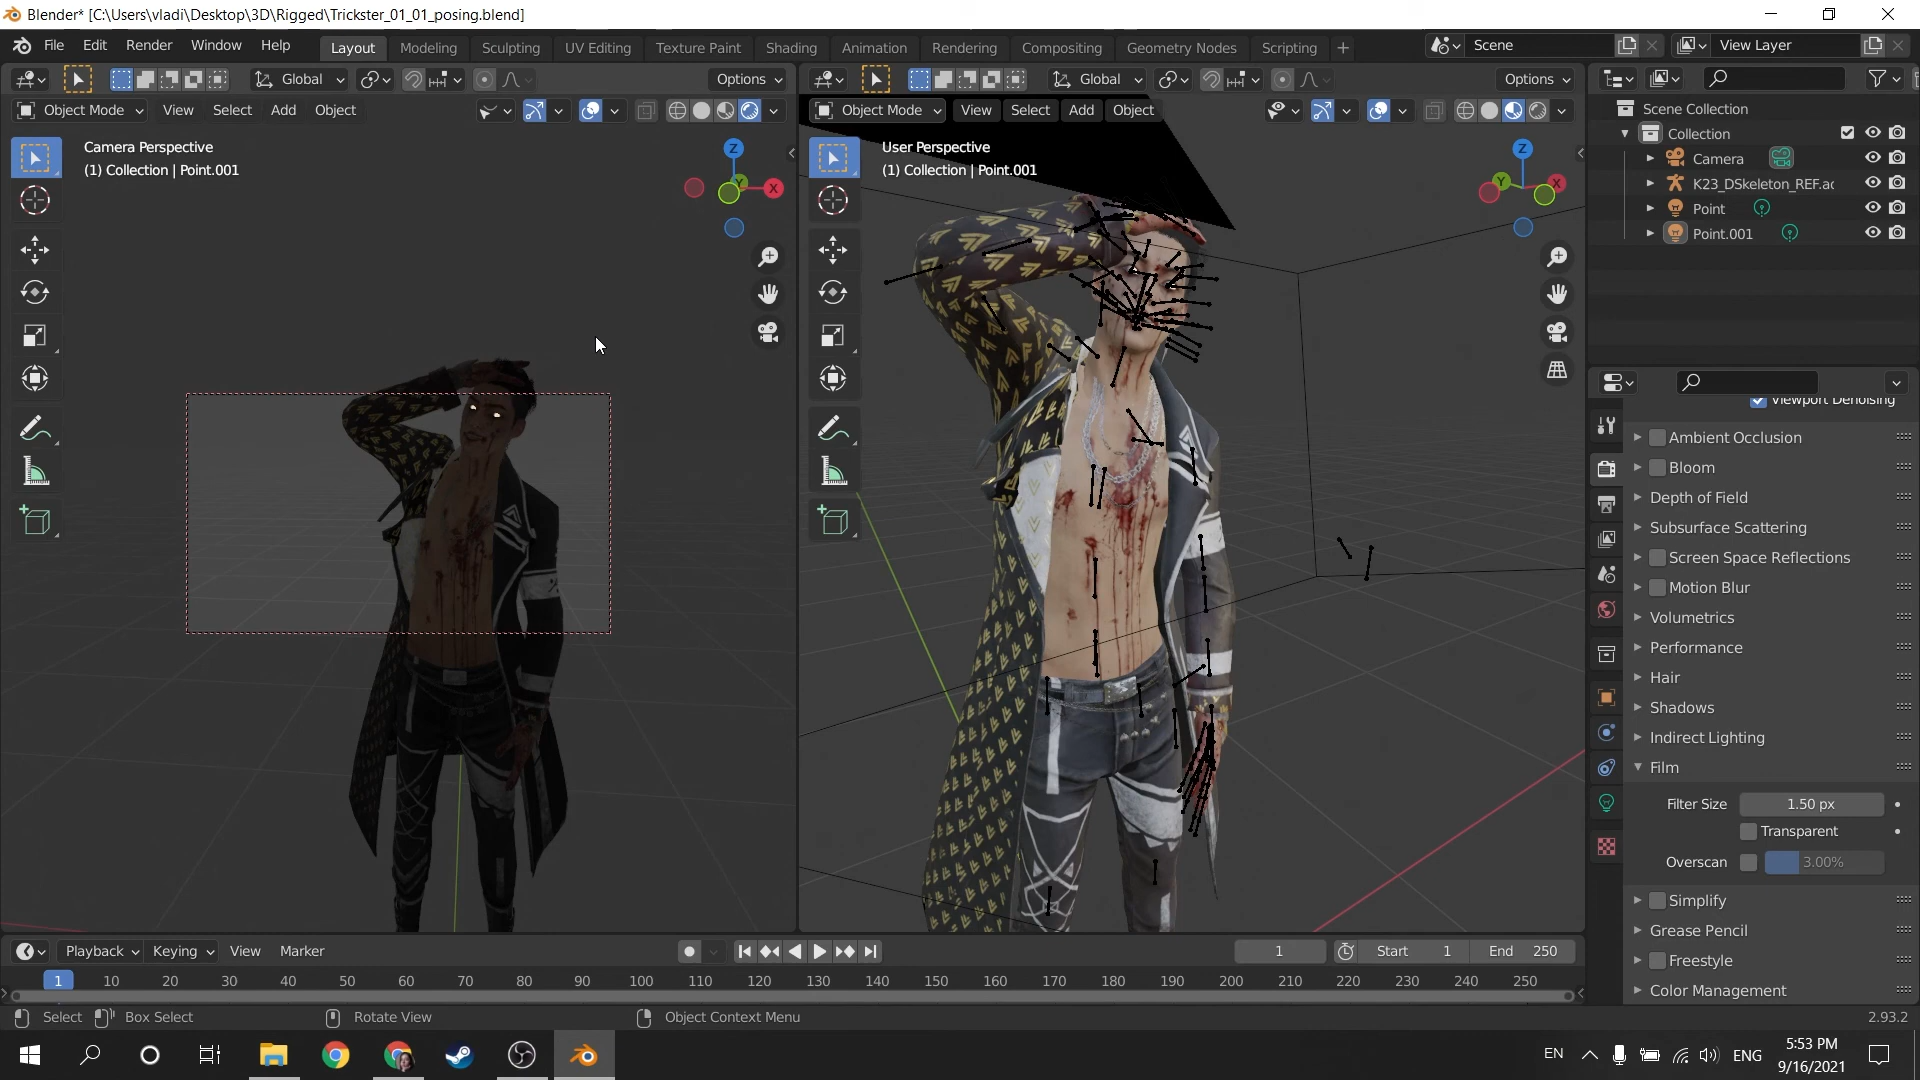 Blender* [C:\Users\vladi\Desktop\3D\Rigged\Trickster_01_01_posing.blend]
File Edit Render Window Help Layout Modeling Sculpting UV Editing Texture Paint Shading Animation Rendering Compositing Geometry Nodes Scripting + Scene View Layer
Global Options Global Options
Object Mode View Select Add Object Object Mode View Select Add Object
Scene Collection
Collection
Camera
K23_DSkeleton_REF.ac
Point
Point.001
Camera Perspective
(1) Collection | Point.001
Z
Y
X
User Perspective
(1) Collection | Point.001
Z
Y
X
Viewport Denoising
Ambient Occlusion
Bloom
Depth of Field
Subsurface Scattering
Screen Space Reflections
Motion Blur
Volumetrics
Performance
Hair
Shadows
Indirect Lighting
Film
Filter Size 1.50 px
Transparent
Overscan 3.00%
Simplify
Grease Pencil
Freestyle
Color Management
Playback Keying View Marker 1 Start 1 End 250
1 10 20 30 40 50 60 70 80 90 100 110 120 130 140 150 160 170 180 190 200 210 220 230 240 250
Select Box Select Rotate View Object Context Menu 2.93.2
EN ENG 5:53 PM
9/16/2021